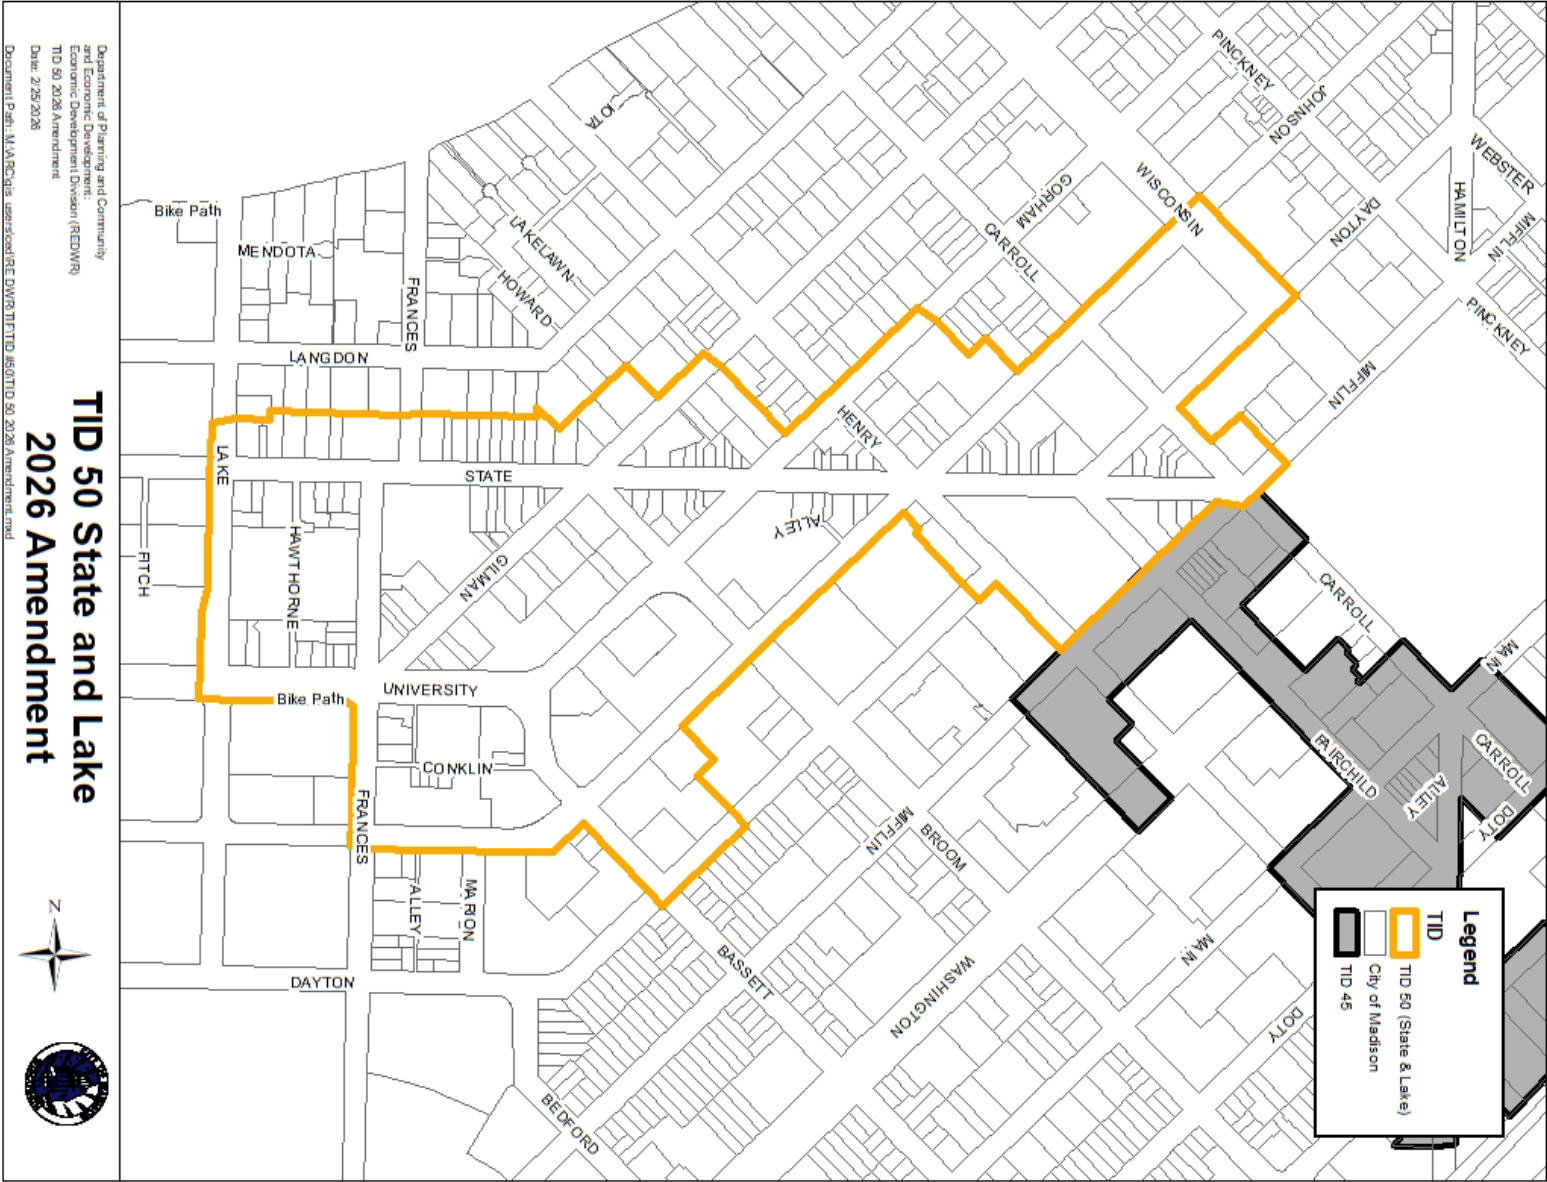 TID 50 State and Lake
2026 Amendment
Department of Planning and Community
and Economic Development:
Economic Development Division (REDWR)
TID 50 2026 Amendment
Date: 2/25/2026
Legend
TID
TID 50 (State & Lake)
City of Madison
TID 45
PINCKNEY
JOHNSON
WEBSTER
HAMILTON
MIFFLIN
IOTA
WISCONSIN
GORHAM
DAYTON
Bike Path
MENDOTA
LAKELAWN
CARROLL
PINCKNEY
HOWARD
FRANCES
LANGDON
MIFFLIN
HENRY
LAKE
STATE
ALLEY
HAWTHORNE
FITCH
GILMAN
CARROLL
MAIN
UNIVERSITY
Bike Path
CONKLIN
FAIRCHILD
CARROLL
ALLEY
DOTY
FRANCES
MIFFLIN
BROOM
MARION
ALLEY
BASSETT
WASHINGTON
MAIN
DAYTON
DOTY
BEDFORD
N